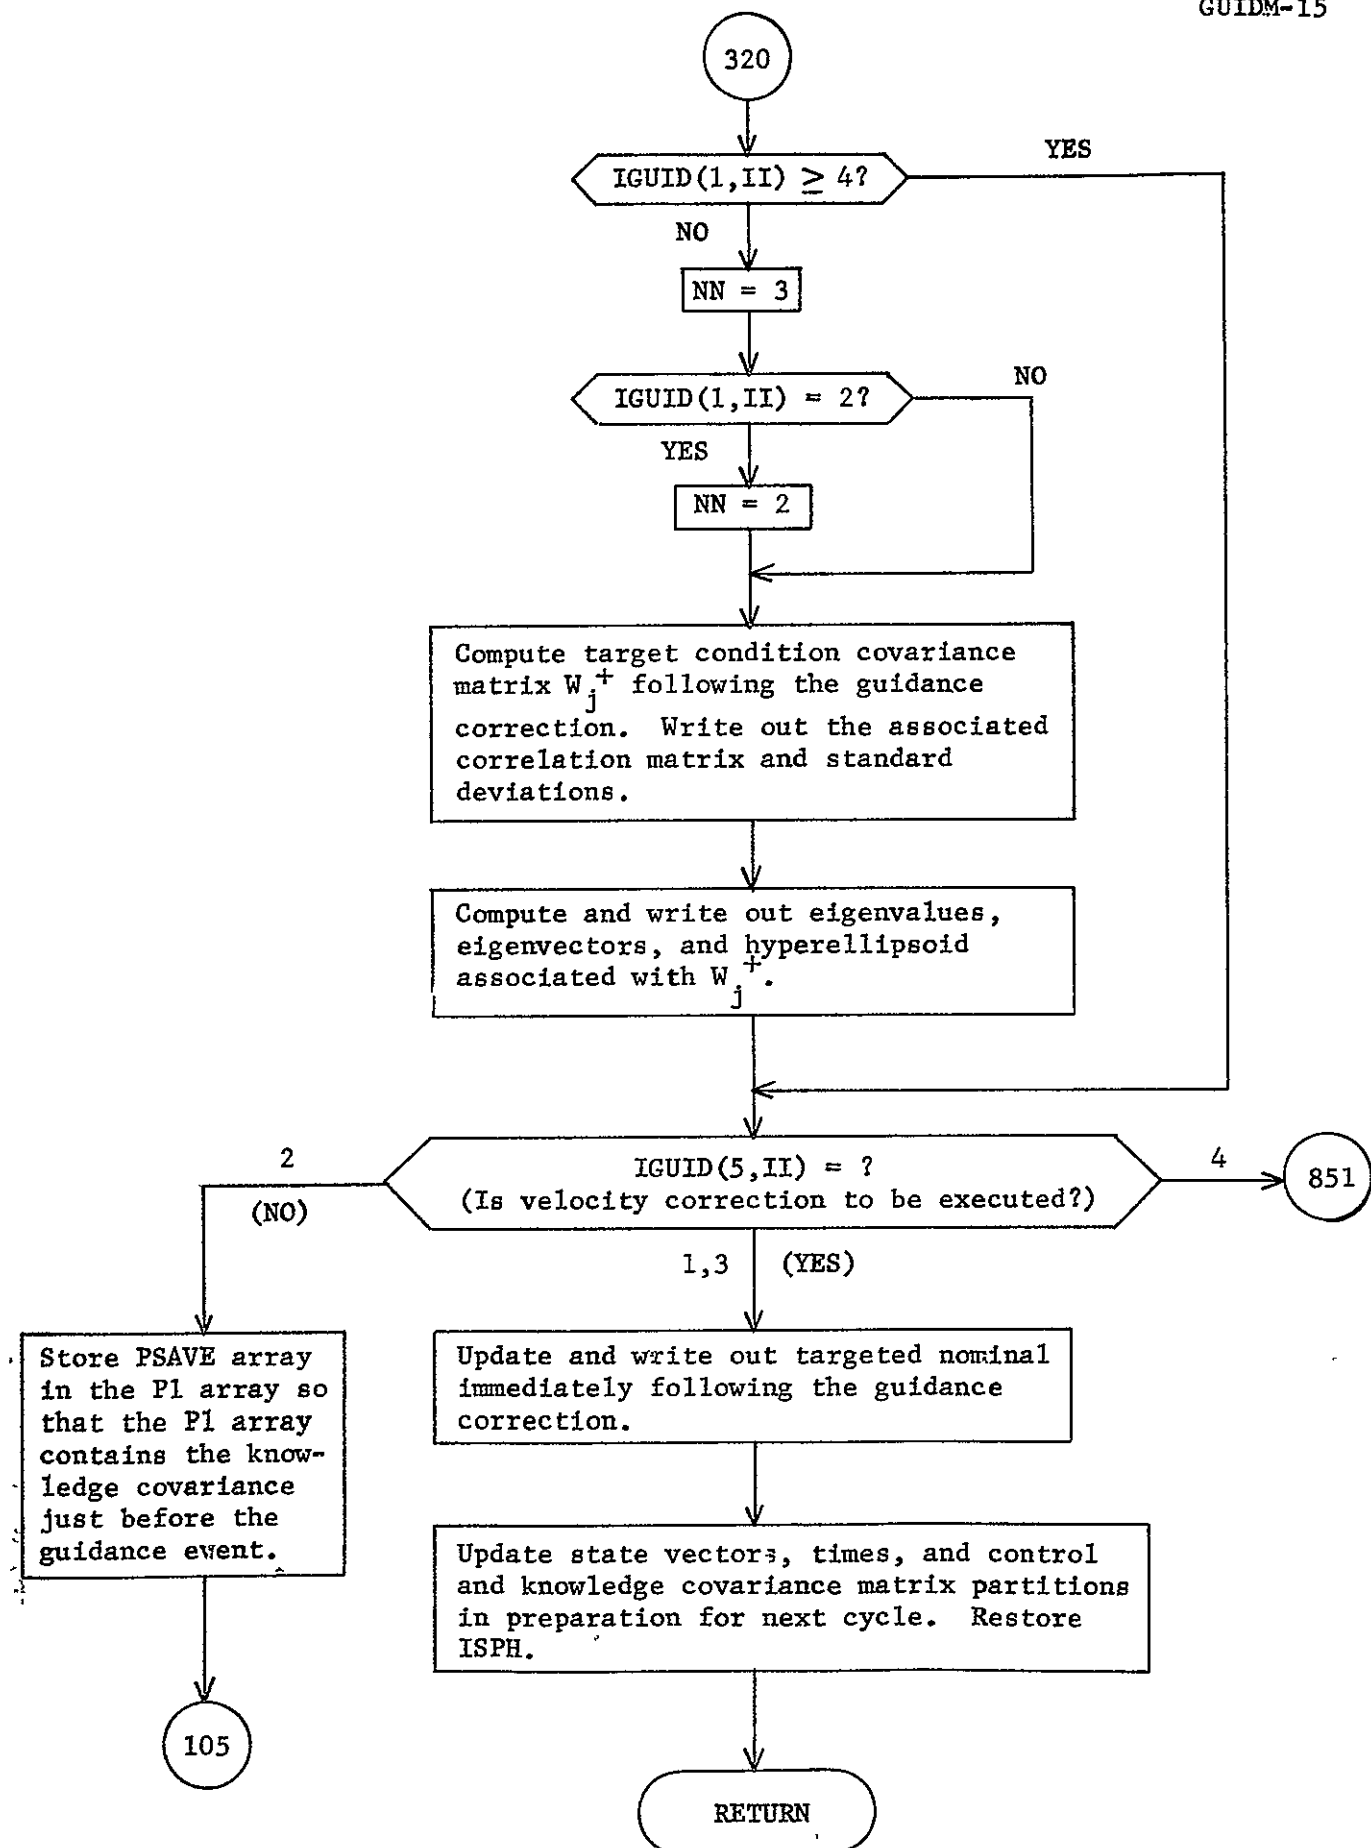 GUIDM-15
320
IGUID(1,II) ≥ 4?
YES
NO
NN = 3
IGUID(1,II) = 2?
NO
YES
NN = 2
Compute target condition covariance
matrix W_j^+ following the guidance
correction. Write out the associated
correlation matrix and standard
deviations.
Compute and write out eigenvalues,
eigenvectors, and hyperellipsoid
associated with W_j^+.
2
(NO)
IGUID(5,II) = ?
(Is velocity correction to be executed?)
4
851
1,3 (YES)
Store PSAVE array
in the P1 array so
that the P1 array
contains the know-
ledge covariance
just before the
guidance event.
Update and write out targeted nominal
immediately following the guidance
correction.
Update state vectors, times, and control
and knowledge covariance matrix partitions
in preparation for next cycle. Restore
ISPH.
105
RETURN